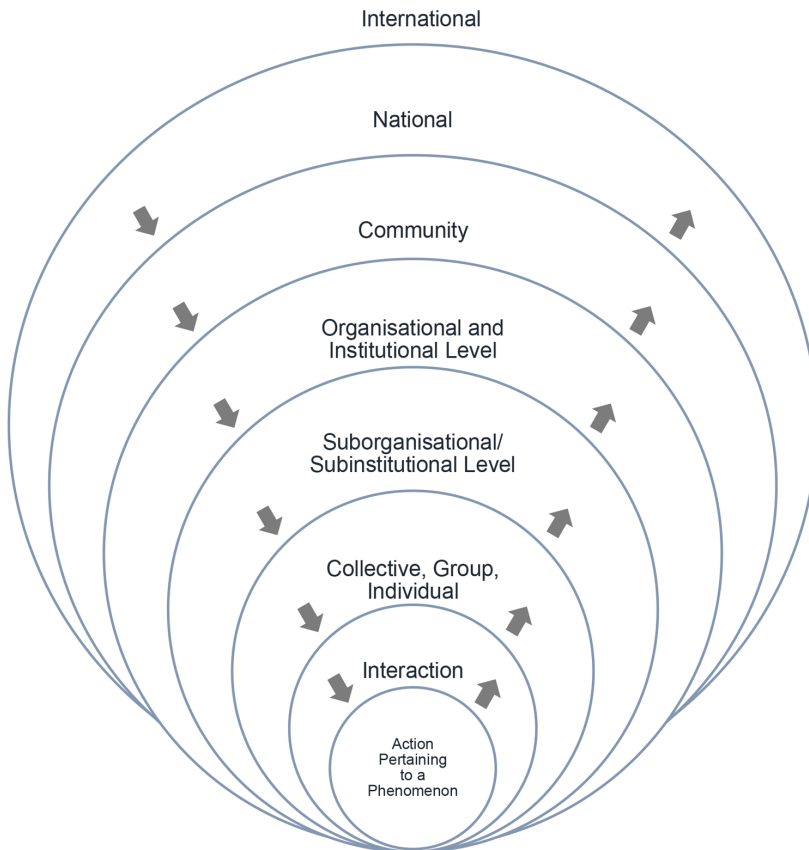 International
National
Community
Organisational and
Institutional Level
Suborganisational/
Subinstitutional Level
Collective, Group,
Individual
Interaction
Action
Pertaining
to a
Phenomenon